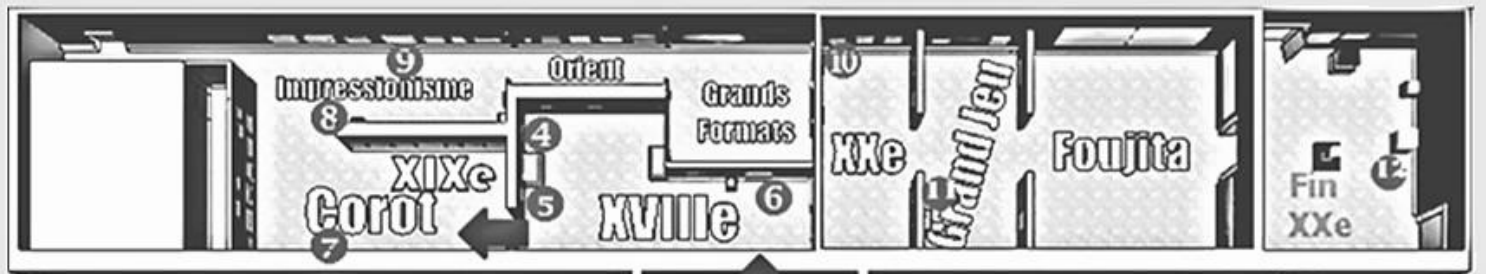 9
Impressionisme
Orient
8
4
Grands
Formats
10
XIXe
Corot
7
5
XVIIIe
6
XXe
Grand Jeu
11
Foujita
12
Fin
XXe